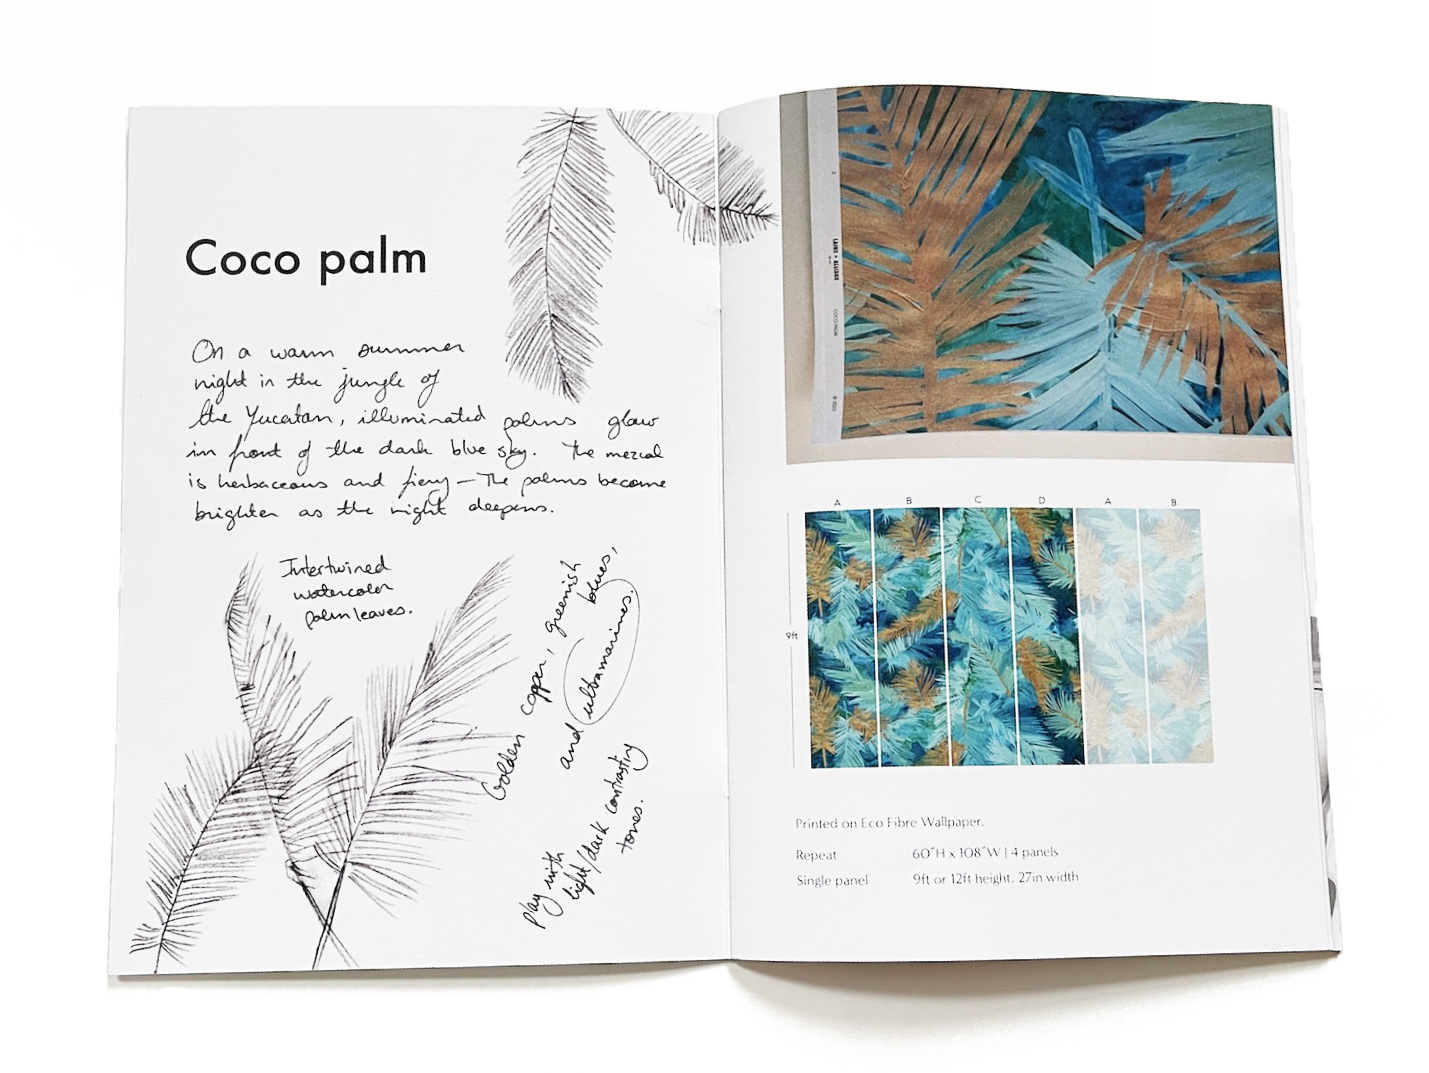 Coco palm
On a warm summer
night in the jungle of
the Yucatan, illuminated palms glow
in front of the dark blue sky. The mezcal
is herbaceous and fiery — The palms become
brighter as the night deepens.
Intertwined
watercolor
palm leaves.
Golden copper, greenish blues,
and ultramarines.
Play with
light/dark contrasting
tones.
COCO PALM
A B C D A B
9ft
Printed on Eco Fibre Wallpaper.
Repeat 60"H x 108"W | 4 panels
Single panel 9ft or 12ft height. 27in width